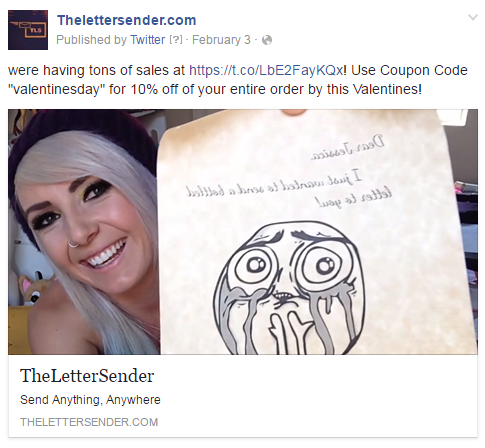 TLS
Thelettersender.com
Published by Twitter [?] · February 3 ·
were having tons of sales at https://t.co/LbE2FayKQx! Use Coupon Code
"valentinesday" for 10% off of your entire order by this Valentines!
Dear Jessica
I just wanted to send a bottled
letter to you!
TheLetterSender
Send Anything, Anywhere
THELETTERSENDER.COM